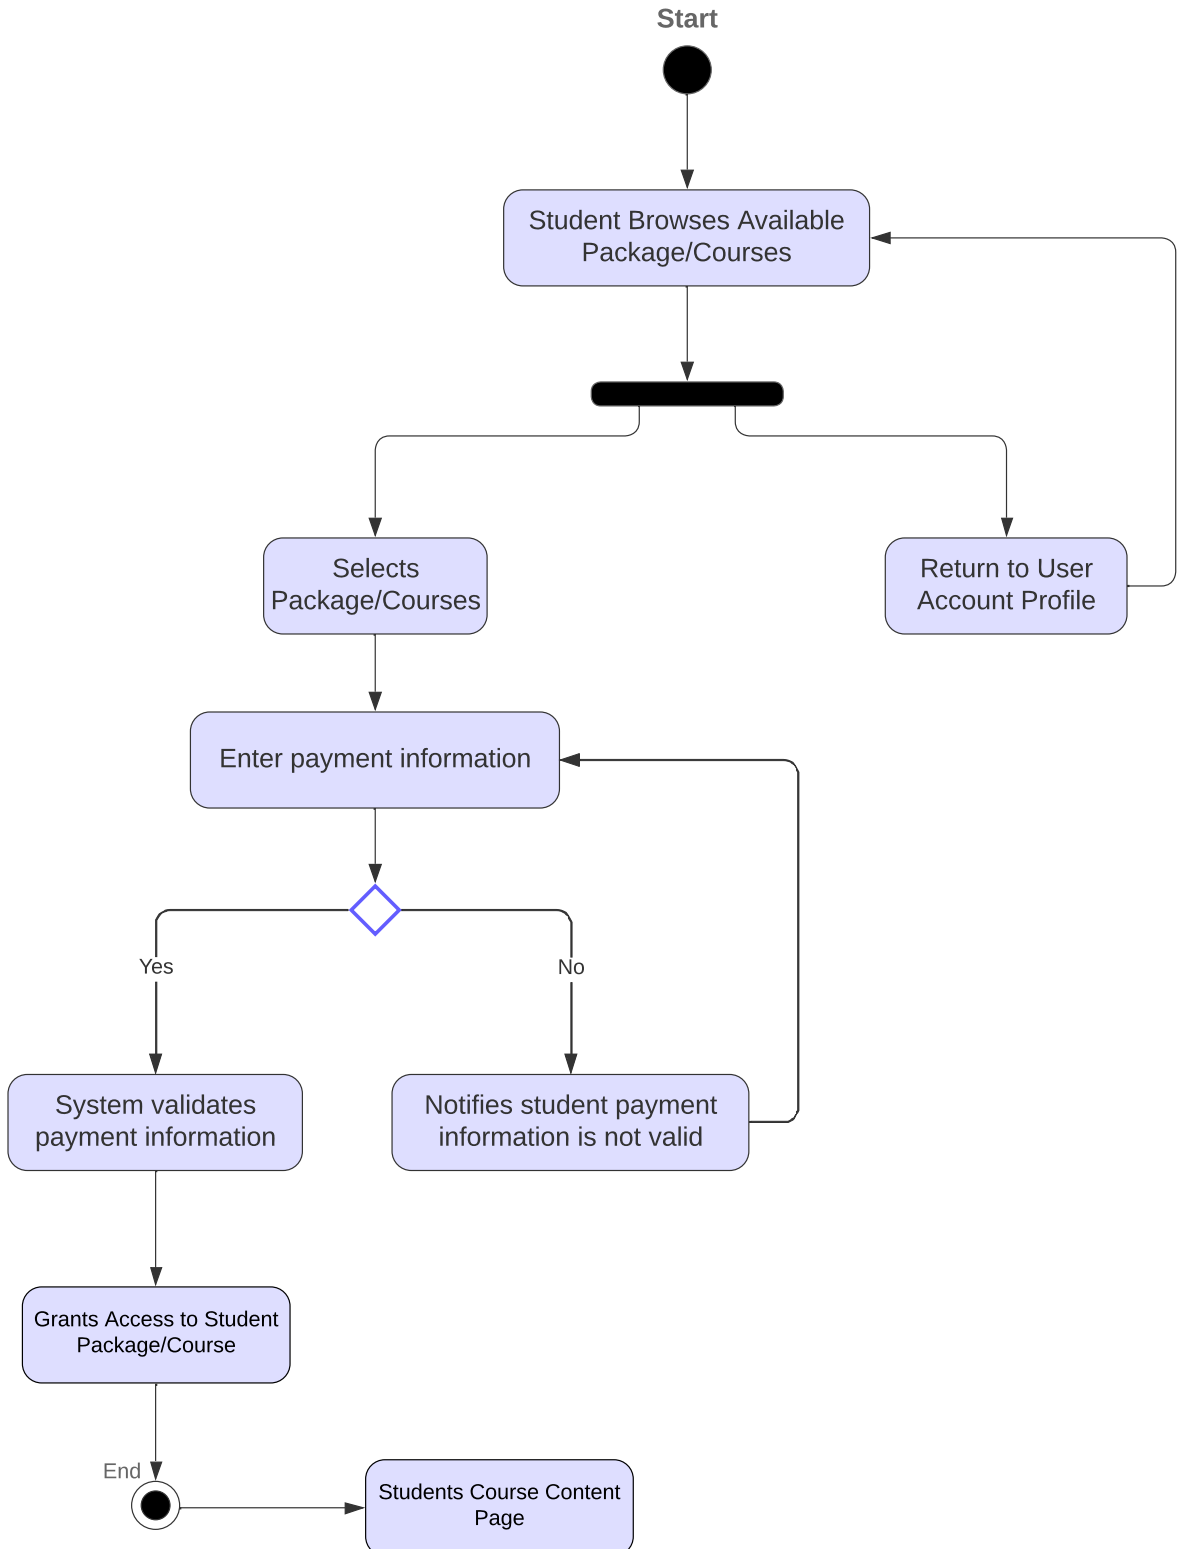 Start
Student Browses Available
Package/Courses
Selects
Package/Courses
Return to User
Account Profile
Enter payment information
Yes
No
System validates
payment information
Notifies student payment
information is not valid
Grants Access to Student
Package/Course
End
Students Course Content
Page